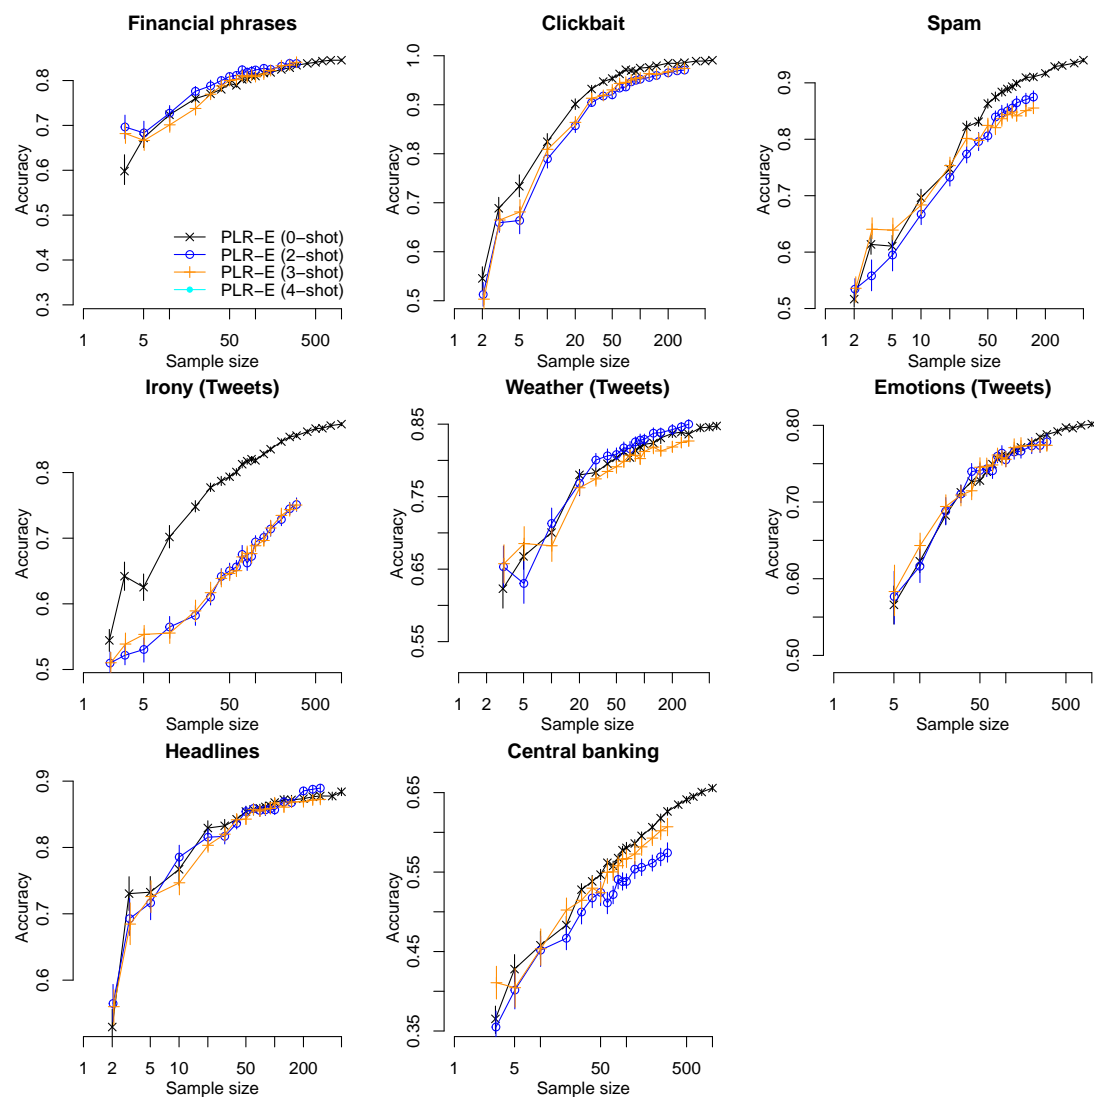 Financial phrases
Accuracy
0.3 0.4 0.5 0.6 0.7 0.8
PLR−E (0−shot)
PLR−E (2−shot)
PLR−E (3−shot)
PLR−E (4−shot)
1 5 50 500
Sample size
Clickbait
Accuracy
0.5 0.6 0.7 0.8 0.9 1.0
1 2 5 20 50 200
Sample size
Spam
Accuracy
0.5 0.6 0.7 0.8 0.9
1 2 5 10 50 200
Sample size
Irony (Tweets)
Accuracy
0.5 0.6 0.7 0.8
1 5 50 500
Sample size
Weather (Tweets)
Accuracy
0.55 0.65 0.75 0.85
1 2 5 20 50 200
Sample size
Emotions (Tweets)
Accuracy
0.50 0.60 0.70 0.80
1 5 50 500
Sample size
Headlines
Accuracy
0.6 0.7 0.8 0.9
1 2 5 10 50 200
Sample size
Central banking
Accuracy
0.35 0.45 0.55 0.65
1 5 50 500
Sample size